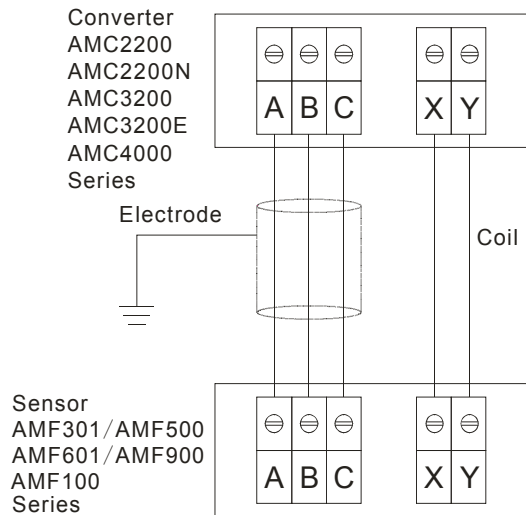 Converter
AMC2200
AMC2200N
AMC3200
AMC3200E
AMC4000
Series
A B C X Y
Electrode
Coil
Sensor
AMF301/AMF500
AMF601/AMF900
AMF100
Series
A B C X Y